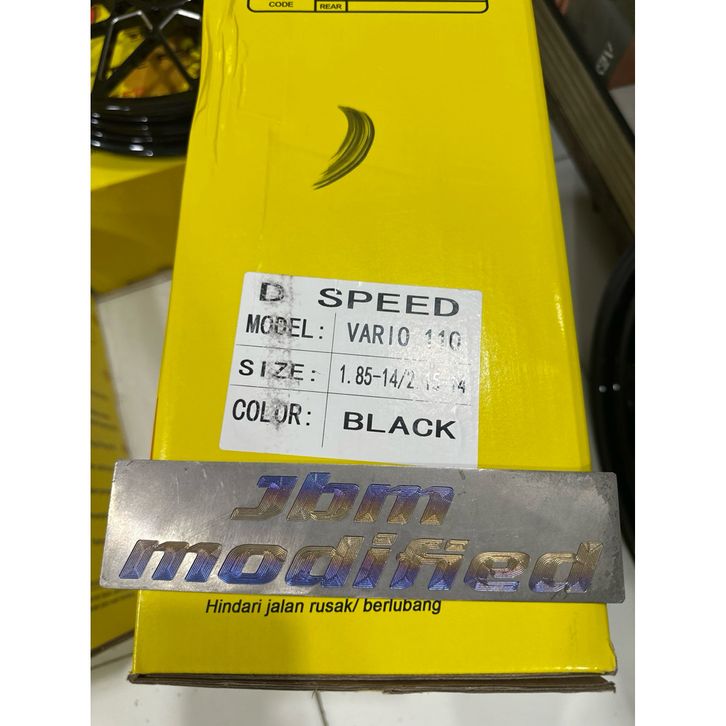 CODE REAR
D SPEED
MODEL: VARIO 110
SIZE: 1.85-14/2.15-14
COLOR: BLACK
Jbm
modified
Hindari jalan rusak/ berlubang